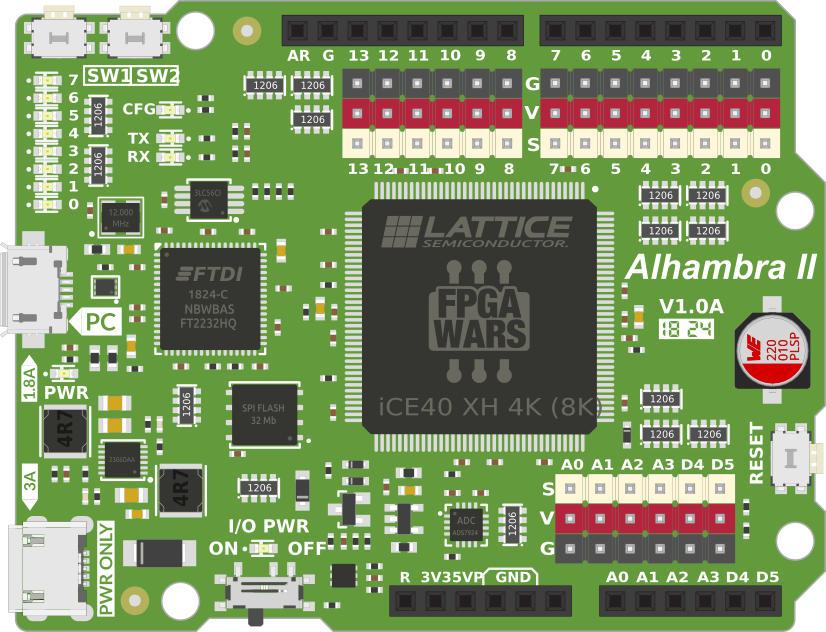 AR G 13 12 11 10 9 8
7 6 5 4 3 2 1 0
SW1 SW2
7
6
5
4
3
2
1
0
1206
1206
CFG
TX
RX
1206 1206
1206
G
V
S
13 12 11 10 9 8
7 6 5 4 3 2 1 0
3LC56CI
12.000
MHz
1206 1206
1206 1206
LATTICE
SEMICONDUCTOR.
FPGA
WARS
iCE40 XH 4K (8K)
Alhambra II
V1.0A
18 24
WE
220
010
PLSP
FTDI
1824-C
NBWBAS
FT2232HQ
PC
1.8A
PWR
4R7
1206
SPI FLASH
32 Mb
4R7
3A
1206
1206
1206 1206
RESET
A0 A1 A2 A3 D4 D5
S
V
G
ADC
ADS7924
1206
I/O PWR
ON OFF
PWR ONLY
R 3V3 5V P GND
A0 A1 A2 A3 D4 D5